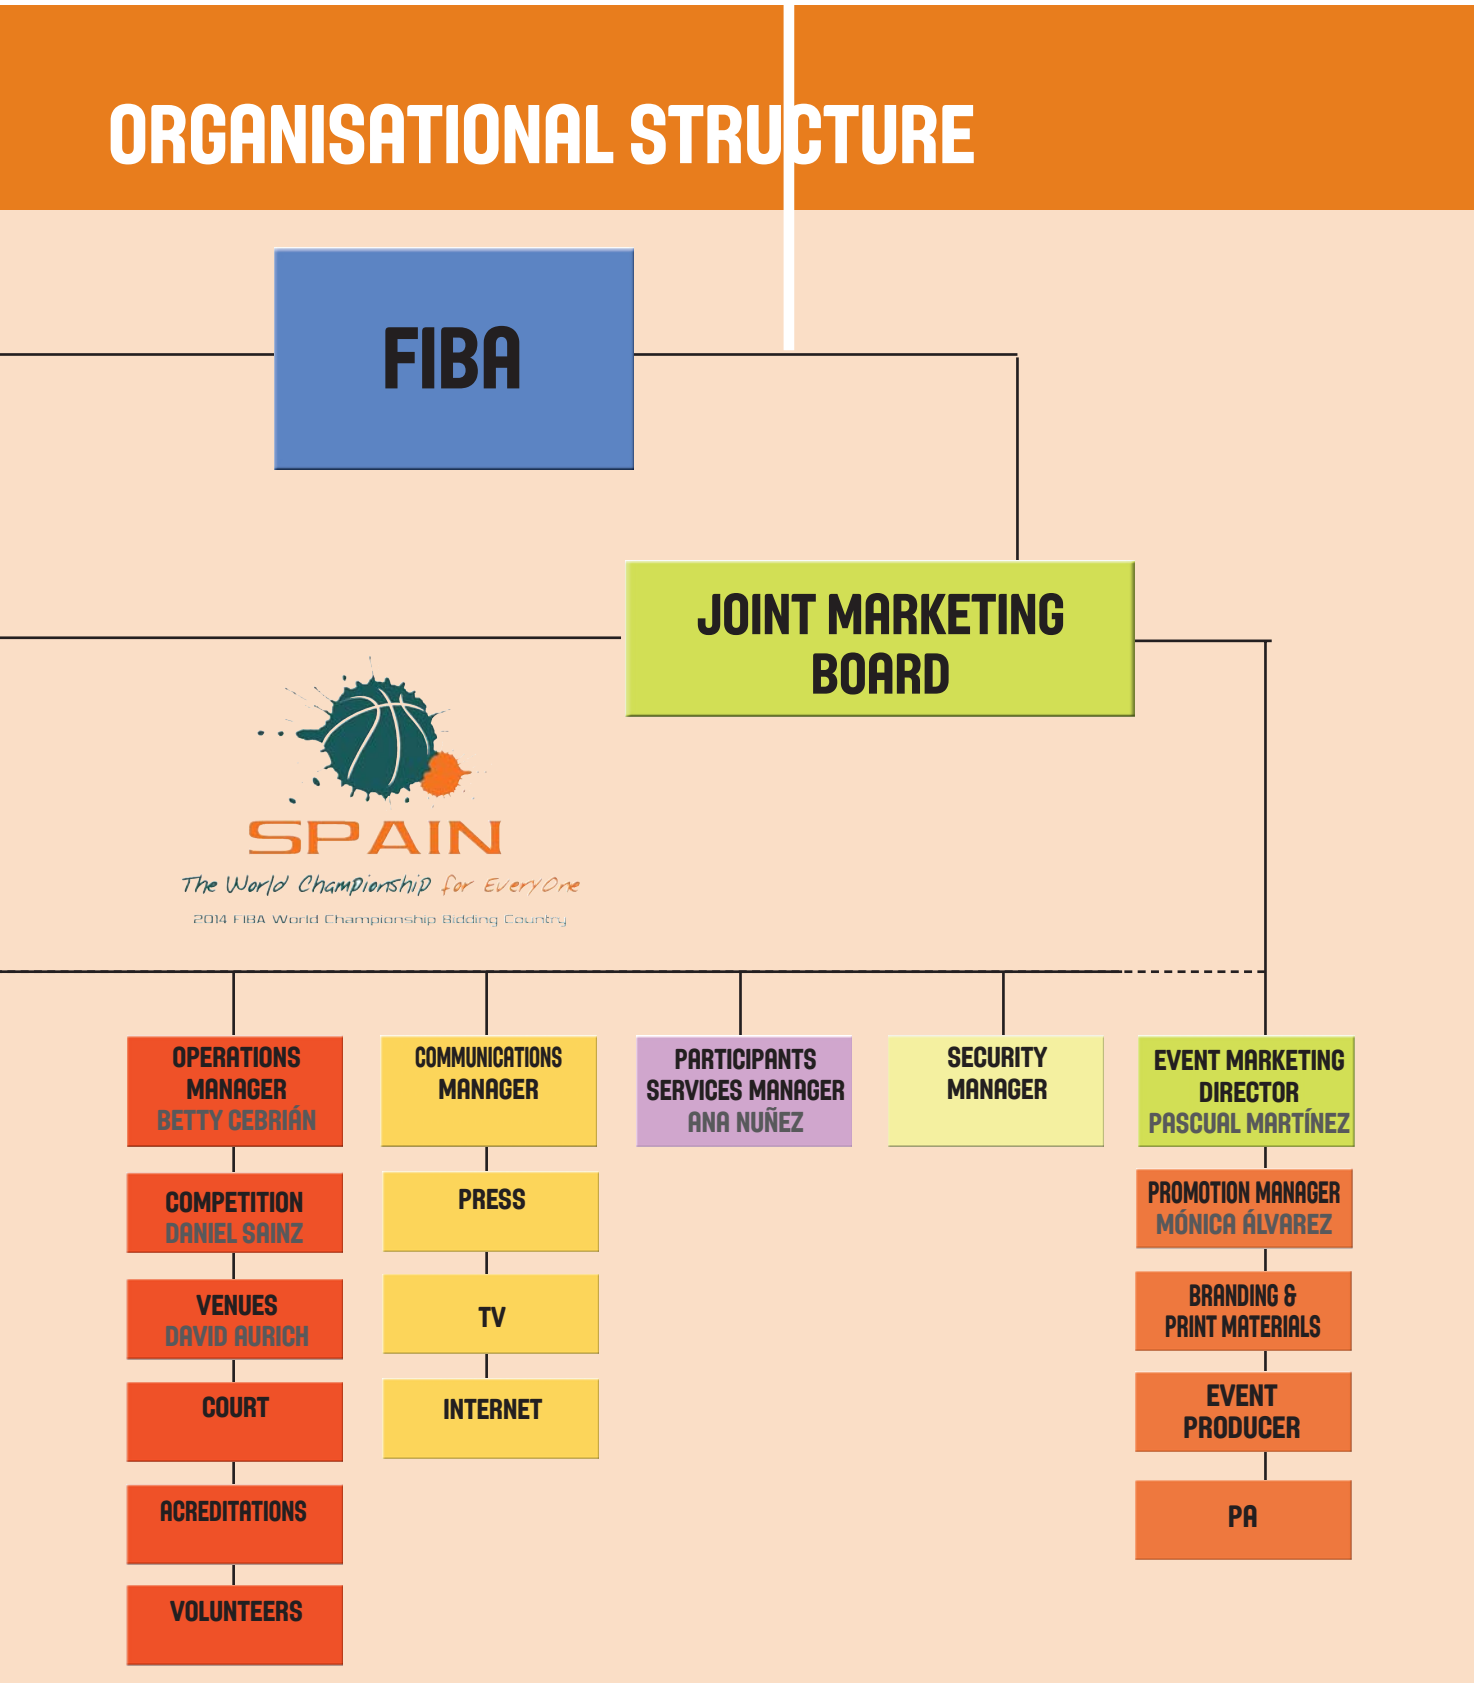 ORGANISATIONAL STRUCTURE
FIBA
JOINT MARKETING
BOARD
SPAIN
The World Championship for EveryOne
2014 FIBA World Championship Bidding Country
OPERATIONS
MANAGER
BETTY CEBRIÁN
COMPETITION
DANIEL SAINZ
VENUES
DAVID AURICH
COURT
ACREDITATIONS
VOLUNTEERS
COMMUNICATIONS
MANAGER
PRESS
TV
INTERNET
PARTICIPANTS
SERVICES MANAGER
ANA NUÑEZ
SECURITY
MANAGER
EVENT MARKETING
DIRECTOR
PASCUAL MARTÍNEZ
PROMOTION MANAGER
MÓNICA ÁLVAREZ
BRANDING &
PRINT MATERIALS
EVENT
PRODUCER
PA